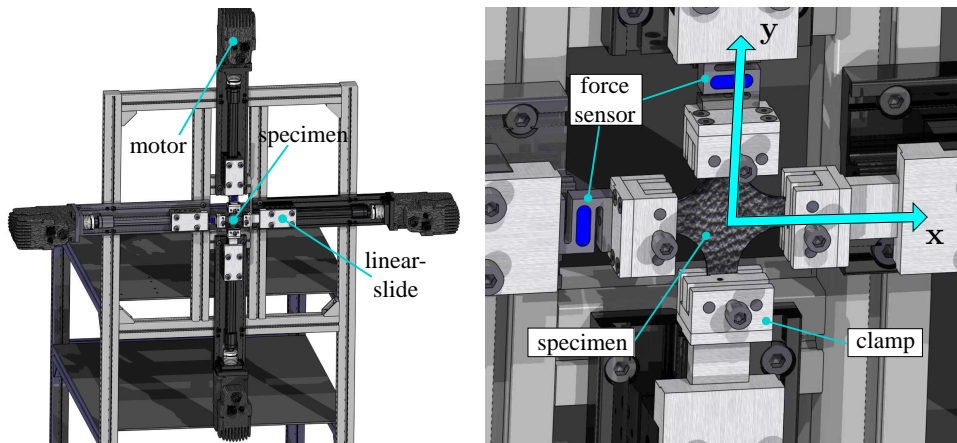 motor
specimen
linear-
slide
y
force
sensor
x
specimen
clamp